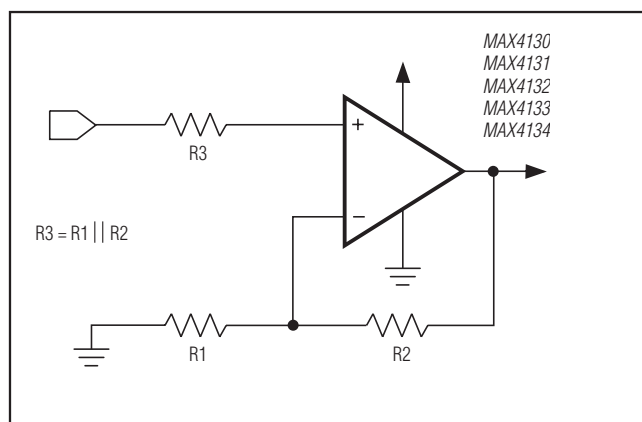 MAX4130
MAX4131
MAX4132
MAX4133
MAX4134
+
R3
−
R3 = R1 || R2
R1
R2